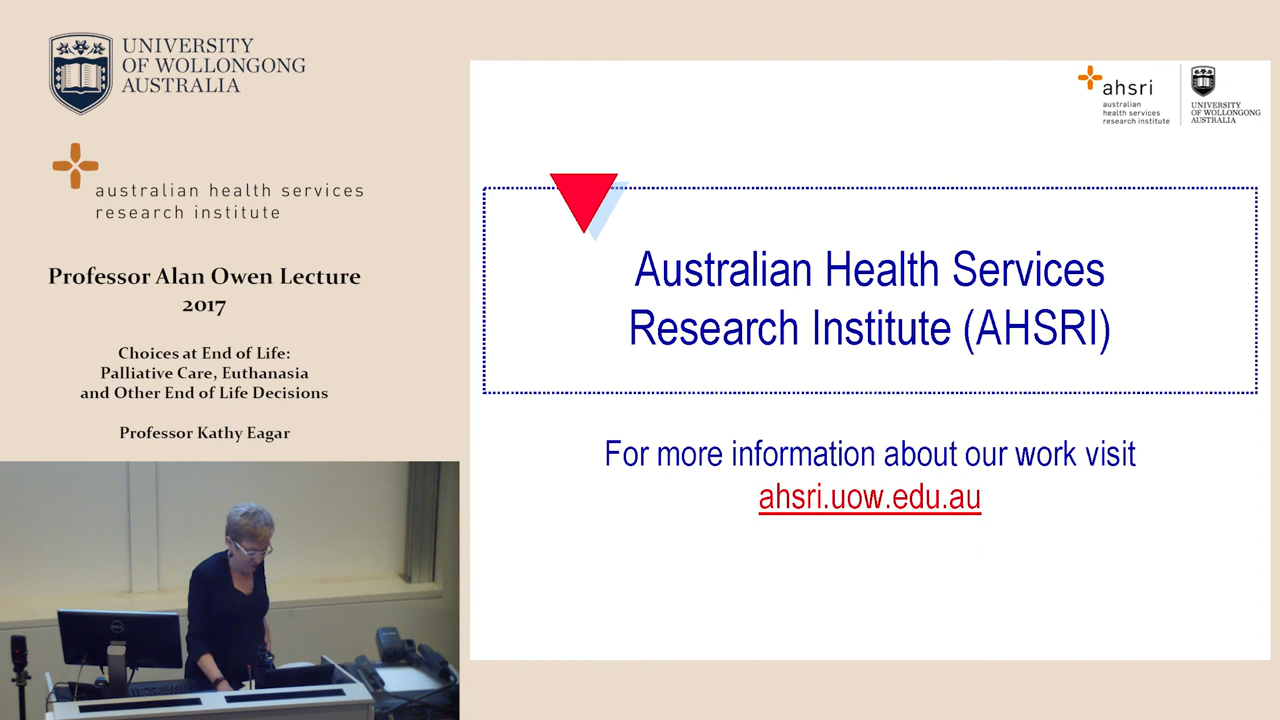 UNIVERSITY
OF WOLLONGONG
AUSTRALIA
australian health services
research institute
Professor Alan Owen Lecture
2017
Choices at End of Life:
Palliative Care, Euthanasia
and Other End of Life Decisions
Professor Kathy Eagar
DELL
ahsri
australian
health services
research institute
UNIVERSITY
OF WOLLONGONG
AUSTRALIA
Australian Health Services
Research Institute (AHSRI)
For more information about our work visit
ahsri.uow.edu.au